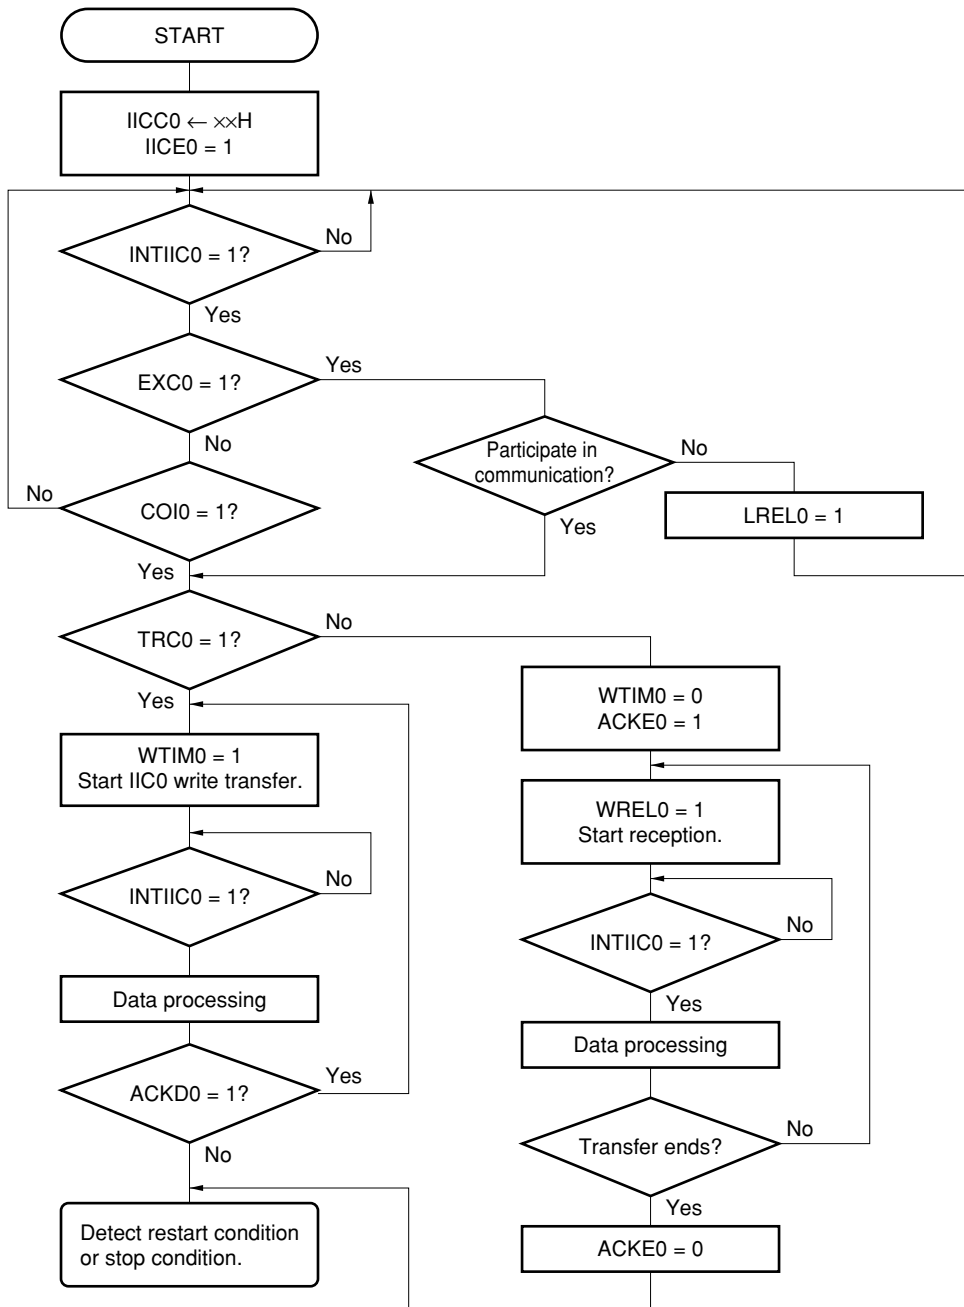 START
IICC0 ← ××H
IICE0 = 1
INTIIC0 = 1?
No
Yes
EXC0 = 1?
Yes
No
Participate in
communication?
No
Yes
LREL0 = 1
COI0 = 1?
No
Yes
TRC0 = 1?
No
Yes
WTIM0 = 0
ACKE0 = 1
WTIM0 = 1
Start IIC0 write transfer.
WREL0 = 1
Start reception.
INTIIC0 = 1?
No
INTIIC0 = 1?
No
Yes
Data processing
Data processing
ACKD0 = 1?
Yes
No
Transfer ends?
No
Yes
Detect restart condition
or stop condition.
ACKE0 = 0